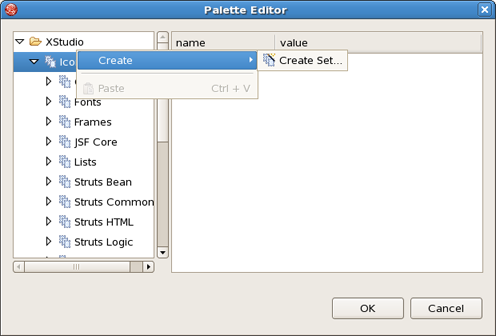 Palette Editor
XStudio
name value
Create
Create Set...
Paste Ctrl + V
Fonts
Frames
JSF Core
Lists
Struts Bean
Struts Common
Struts HTML
Struts Logic
OK Cancel